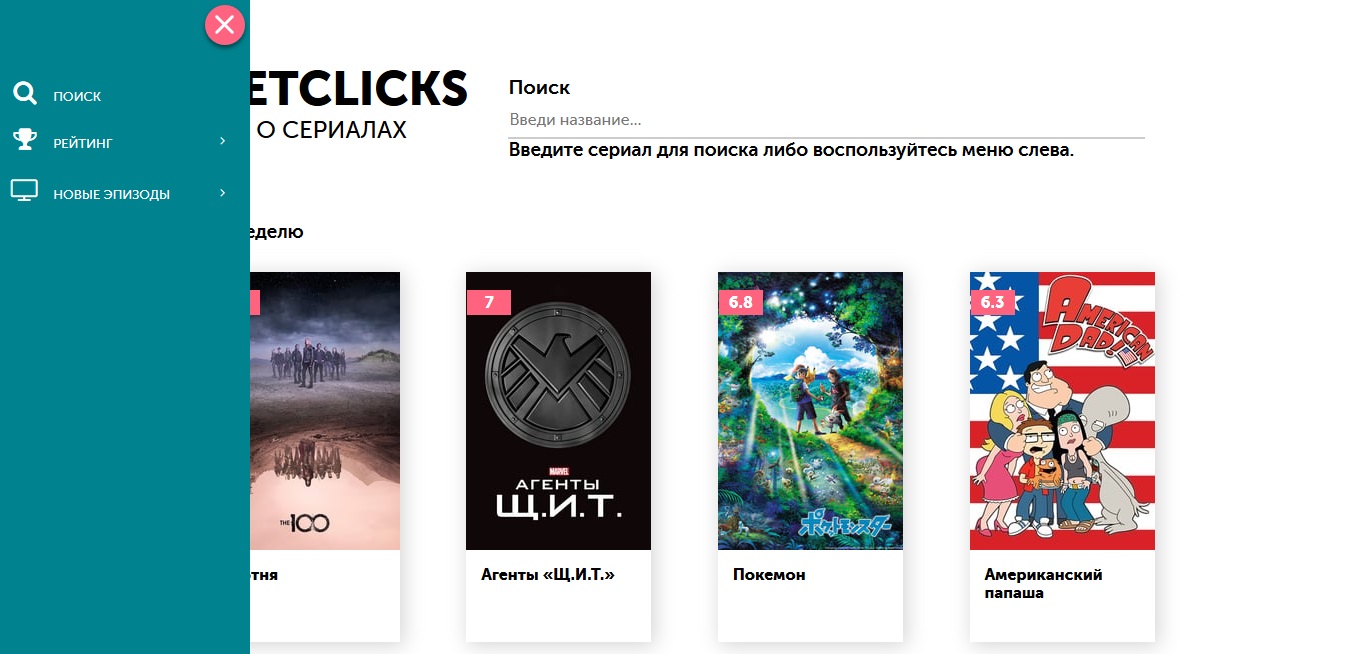 ПОИСК
РЕЙТИНГ
НОВЫЕ ЭПИЗОДЫ
ETCLICKS
О СЕРИАЛАХ
Поиск
Введи название...
Введите сериал для поиска либо воспользуйтесь меню слева.
еделю
7
6.8
6.3
THE 100
MARVEL
АГЕНТЫ
Щ.И.Т.
ポケットモンスター
AMERICAN
DAD!
тня
Агенты «Щ.И.Т.»
Покемон
Американский
папаша